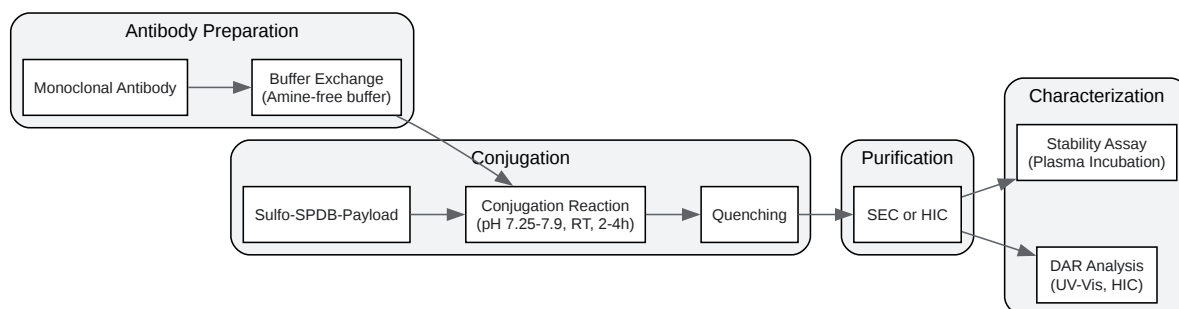 Antibody Preparation
Monoclonal Antibody
Buffer Exchange
(Amine-free buffer)
Conjugation
Sulfo-SPDB-Payload
Conjugation Reaction
(pH 7.25-7.9, RT, 2-4h)
Quenching
Purification
SEC or HIC
Characterization
Stability Assay
(Plasma Incubation)
DAR Analysis
(UV-Vis, HIC)